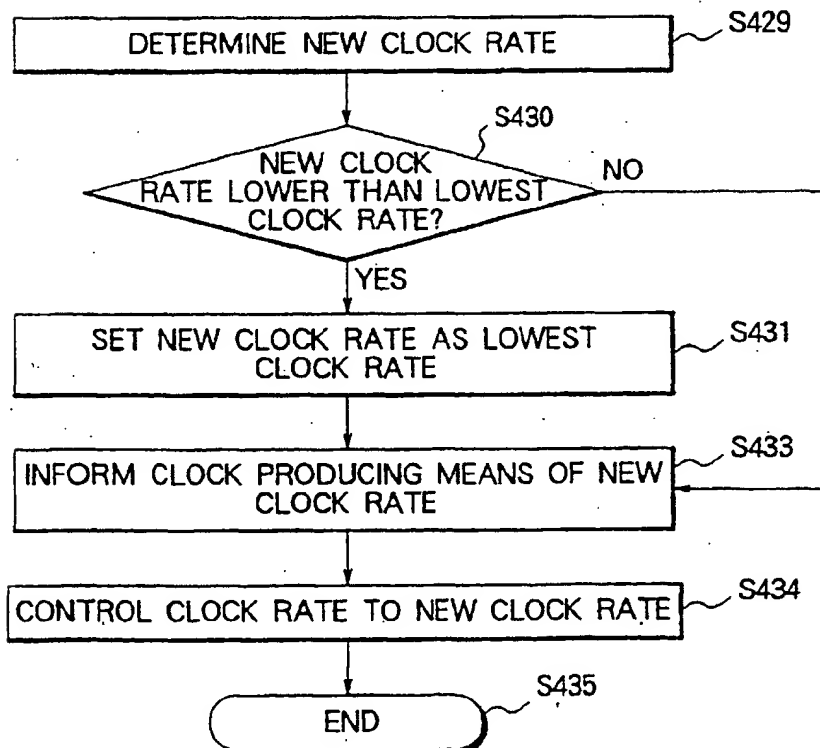 DETERMINE NEW CLOCK RATE
S429
S430
NEW CLOCK
RATE LOWER THAN LOWEST
CLOCK RATE?
NO
YES
SET NEW CLOCK RATE AS LOWEST
CLOCK RATE
S431
INFORM CLOCK PRODUCING MEANS OF NEW
CLOCK RATE
S433
CONTROL CLOCK RATE TO NEW CLOCK RATE
S434
END
S435